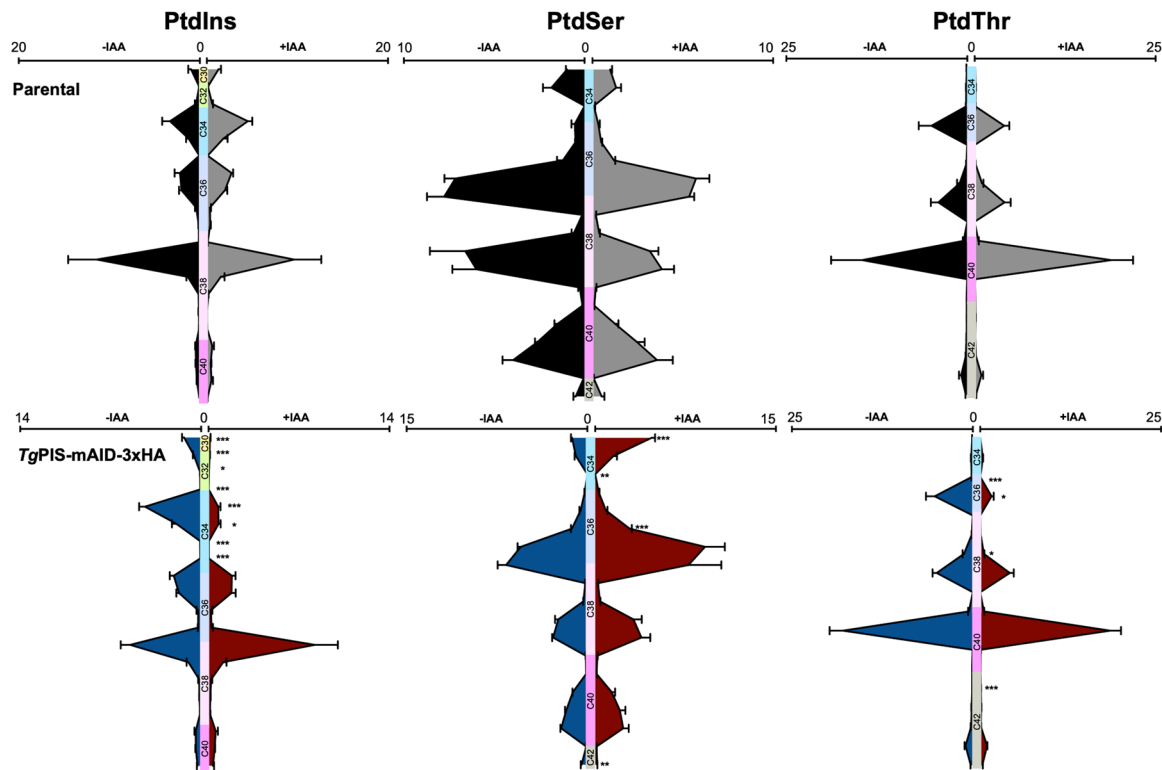 PtdIns PtdSer PtdThr
20 -IAA 0 +IAA 20 10 -IAA 0 +IAA 10 25 -IAA 0 +IAA 25
Parental
C30
C32
C34
C36
C38
C40
C34
C36
C38
C40
C42
C34
C36
C38
C40
C42
14 -IAA 0 +IAA 14 15 -IAA 0 +IAA 15 25 -IAA 0 +IAA 25
TgPIS-mAID-3xHA
C30
C32
C34
C36
C38
C40
***
***
*
***
***
*
***
***
C34
C36
C38
C40
C42
***
**
***
**
C34
C36
C38
C40
C42
***
*
*
***